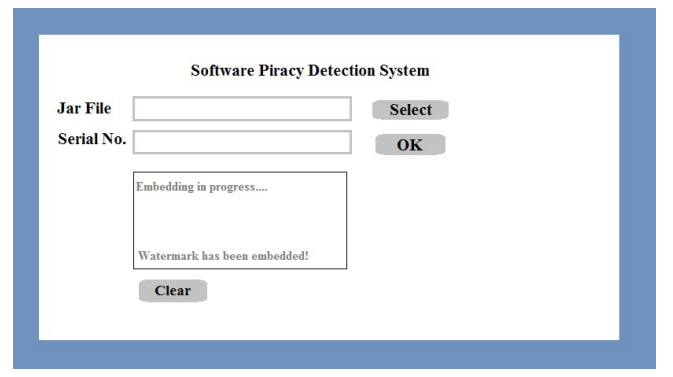 Software Piracy Detection System
Jar File
Select
Serial No.
OK
Embedding in progress....
Watermark has been embedded!
Clear